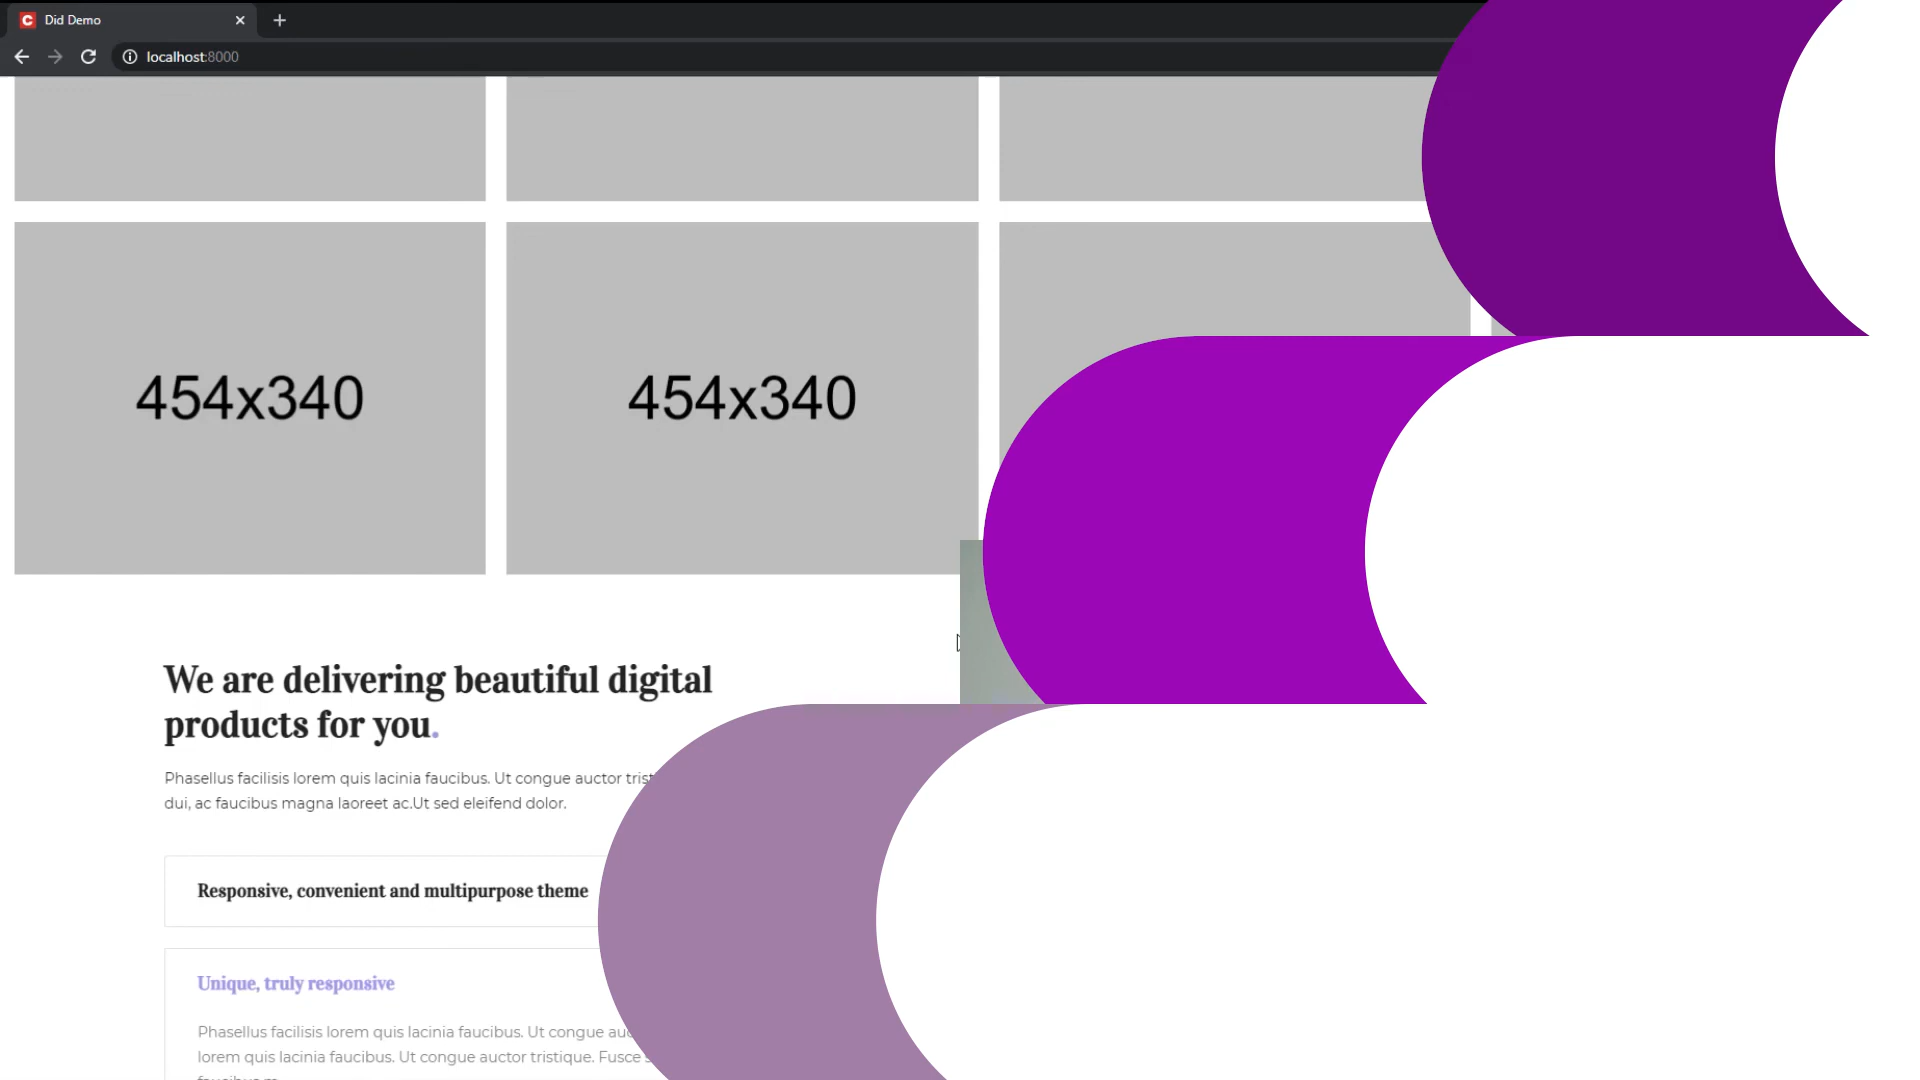 Did Demo
localhost:8000
454x340
454x340
We are delivering beautiful digital
products for you.
Phasellus facilisis lorem quis lacinia faucibus. Ut congue auctor
dui, ac faucibus magna laoreet ac.Ut sed eleifend dolor.
Responsive, convenient and multipurpose theme
Unique, truly responsive
Phasellus facilisis lorem quis lacinia faucibus. Ut congue
lorem quis lacinia faucibus. Ut congue auctor tristique. Fusce